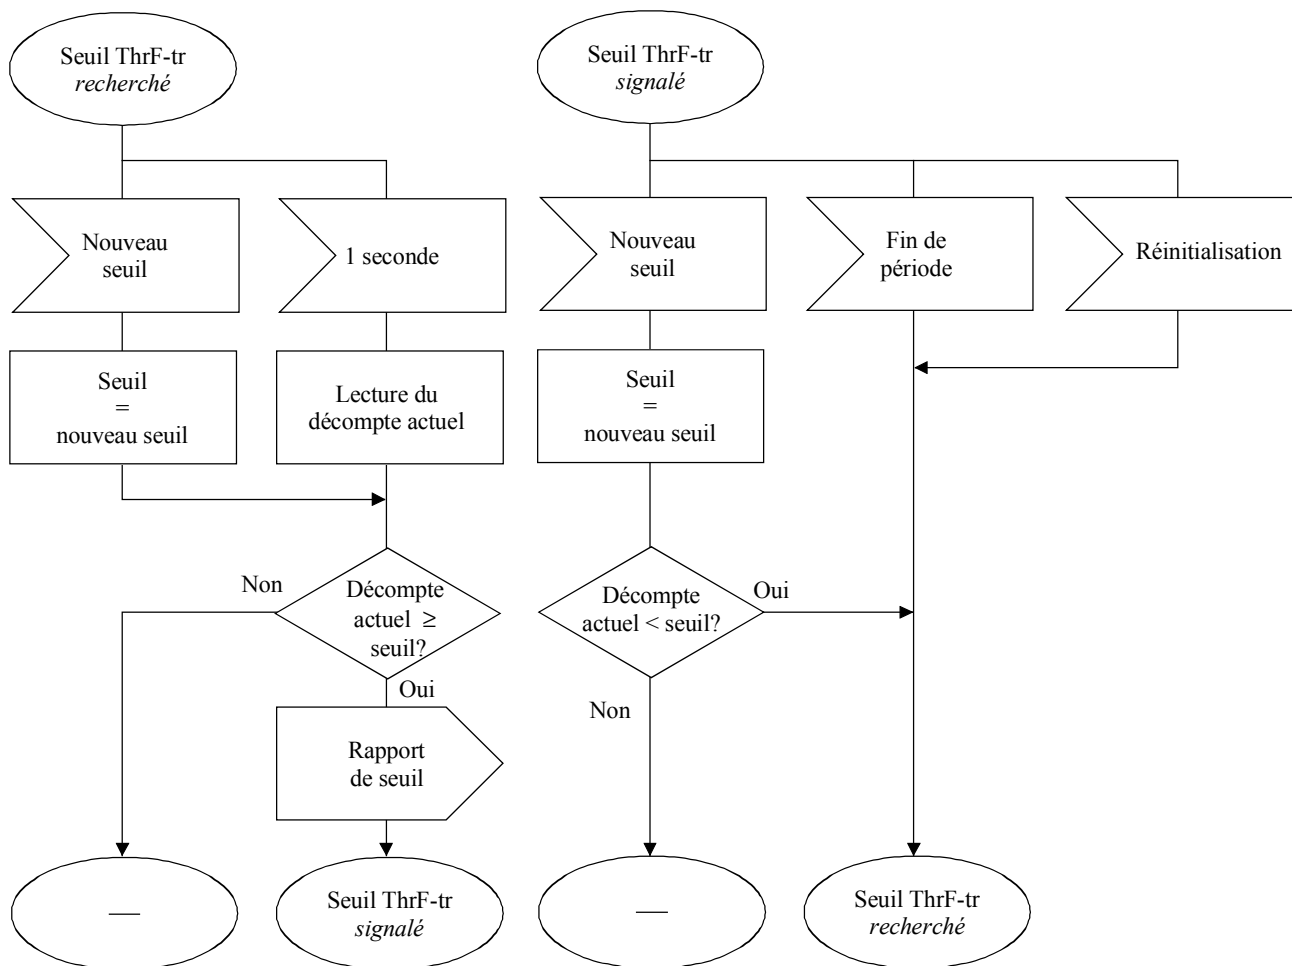 Seuil ThrF-tr
recherché
Nouveau
seuil
1 seconde
Seuil
=
nouveau seuil
Lecture du
décompte actuel
Non
Décompte
actuel ≥
seuil?
Oui
Rapport
de seuil
—
Seuil ThrF-tr
signalé
Seuil ThrF-tr
signalé
Nouveau
seuil
Fin de
période
Réinitialisation
Seuil
=
nouveau seuil
Décompte
actuel < seuil?
Oui
Non
—
Seuil ThrF-tr
recherché